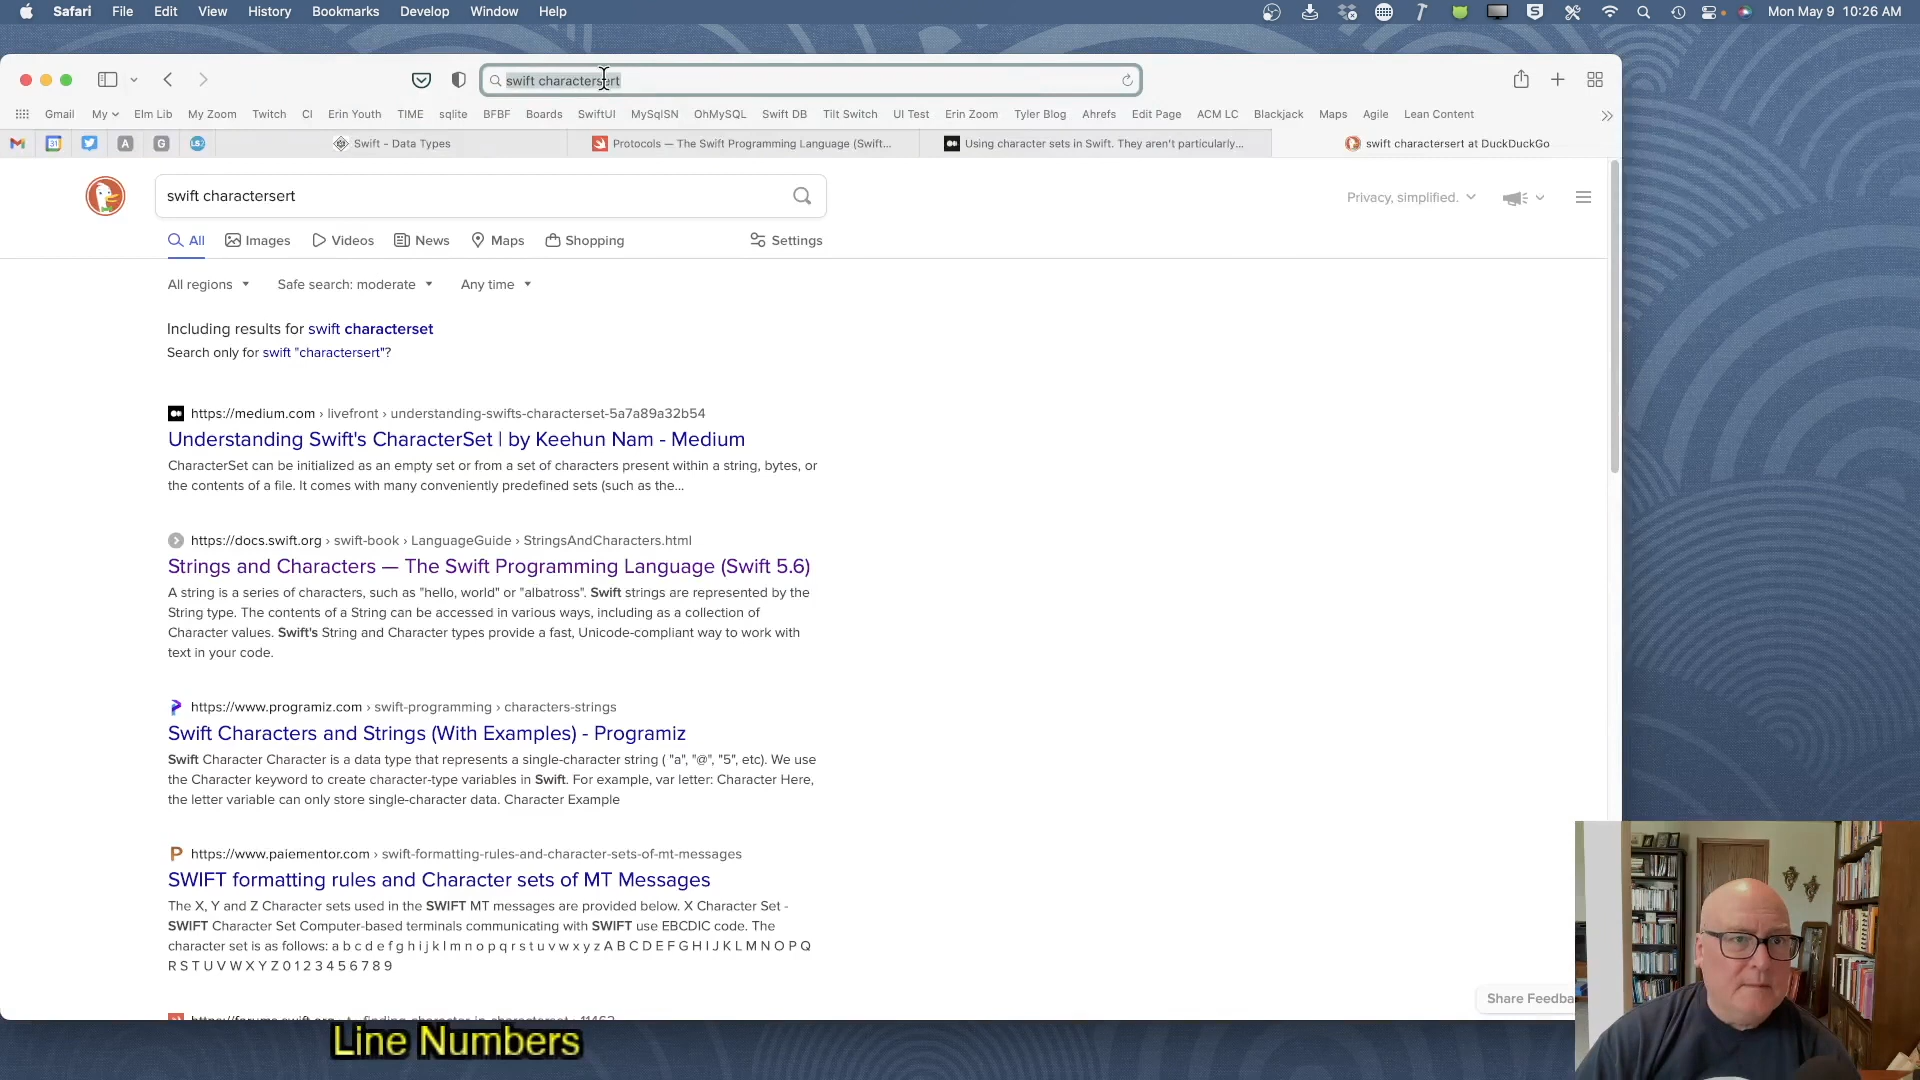 Safari File Edit View History Bookmarks Develop Window Help
Mon May 9 10:26 AM
swift charactersert
Gmail My Elm Lib My Zoom Twitch CI Erin Youth TIME sqlite BFBF Boards SwiftUI MySqlSN OhMySQL Swift DB Tilt Switch UI Test Erin Zoom Tyler Blog Ahrefs Edit Page ACM LC Blackjack Maps Agile Lean Content
31 A G Swift - Data Types Protocols — The Swift Programming Language (Swift... Using character sets in Swift. They aren't particularly... swift charactersert at DuckDuckGo
swift charactersert
Privacy, simplified.
All Images Videos News Maps Shopping Settings
All regions Safe search: moderate Any time
Including results for swift characterset
Search only for swift "charactersert"?
https://medium.com › livefront › understanding-swifts-characterset-5a7a89a32b54
Understanding Swift's CharacterSet | by Keehun Nam - Medium
CharacterSet can be initialized as an empty set or from a set of characters present within a string, bytes, or
the contents of a file. It comes with many conveniently predefined sets (such as the...
https://docs.swift.org › swift-book › LanguageGuide › StringsAndCharacters.html
Strings and Characters — The Swift Programming Language (Swift 5.6)
A string is a series of characters, such as "hello, world" or "albatross". Swift strings are represented by the
String type. The contents of a String can be accessed in various ways, including as a collection of
Character values. Swift's String and Character types provide a fast, Unicode-compliant way to work with
text in your code.
https://www.programiz.com › swift-programming › characters-strings
Swift Characters and Strings (With Examples) - Programiz
Swift Character Character is a data type that represents a single-character string ( "a", "@", "5", etc). We use
the Character keyword to create character-type variables in Swift. For example, var letter: Character Here,
the letter variable can only store single-character data. Character Example
https://www.paiementor.com › swift-formatting-rules-and-character-sets-of-mt-messages
SWIFT formatting rules and Character sets of MT Messages
The X, Y and Z Character sets used in the SWIFT MT messages are provided below. X Character Set -
SWIFT Character Set Computer-based terminals communicating with SWIFT use EBCDIC code. The
character set is as follows: a b c d e f g h i j k l m n o p q r s t u v w x y z A B C D E F G H I J K L M N O P Q
R S T U V W X Y Z 0 1 2 3 4 5 6 7 8 9
Share Feedba
Line Numbers